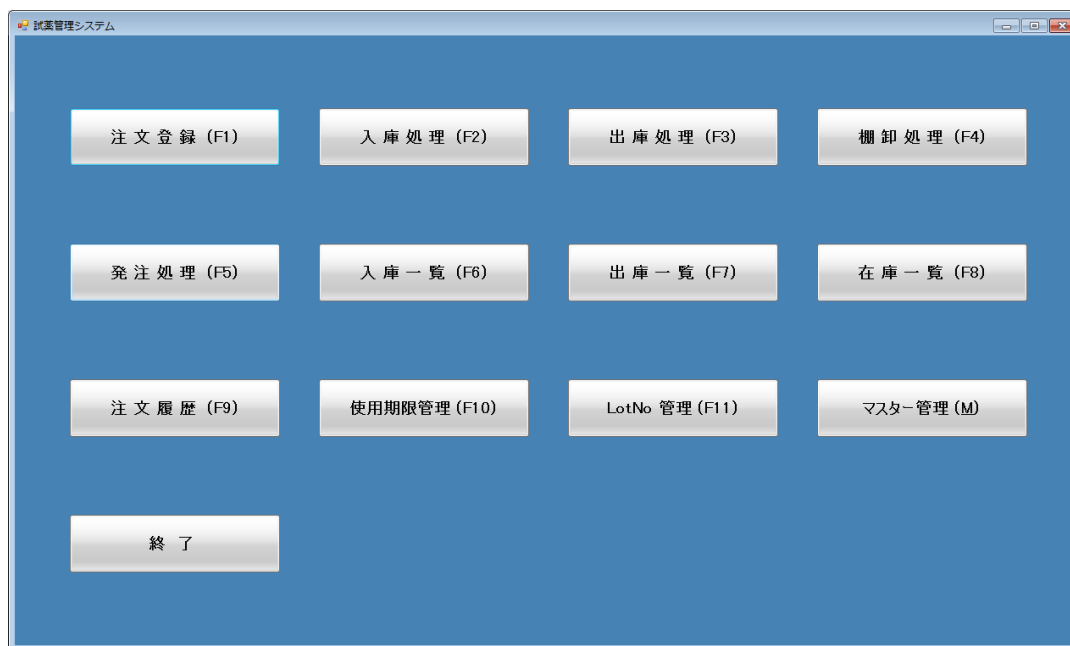 試薬管理システム
注 文 登 録 (F1)
入 庫 処 理 (F2)
出 庫 処 理 (F3)
棚 卸 処 理 (F4)
発 注 処 理 (F5)
入 庫 一 覧 (F6)
出 庫 一 覧 (F7)
在 庫 一 覧 (F8)
注 文 履 歴 (F9)
使用期限管理 (F10)
LotNo 管理 (F11)
マスター管理 (M)
終 了